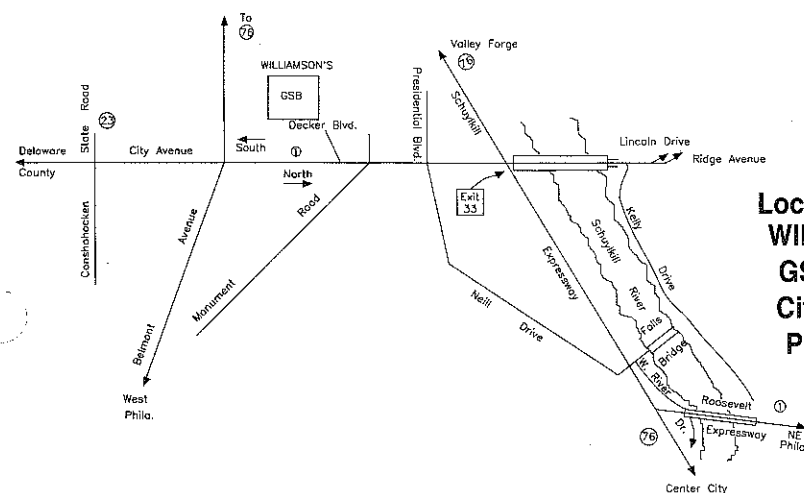 To
76
WILLIAMSON'S
GSB
Valley Forge
76
Schuylkill
Expressway
Presidential Blvd.
State Road
23
Conshohocken
Decker Blvd.
Delaware
County
City Avenue
South
1
North
Lincoln Drive
Ridge Avenue
Exit
33
Belmont Avenue
Monument Road
Neill Drive
Kelly Drive
Schuylkill
River
Falls
Bridge
W. River
Dr.
Roosevelt
Expressway
1
NE
Phila
West
Phila.
76
Center City
Loc
WIL
GS
Cit
P